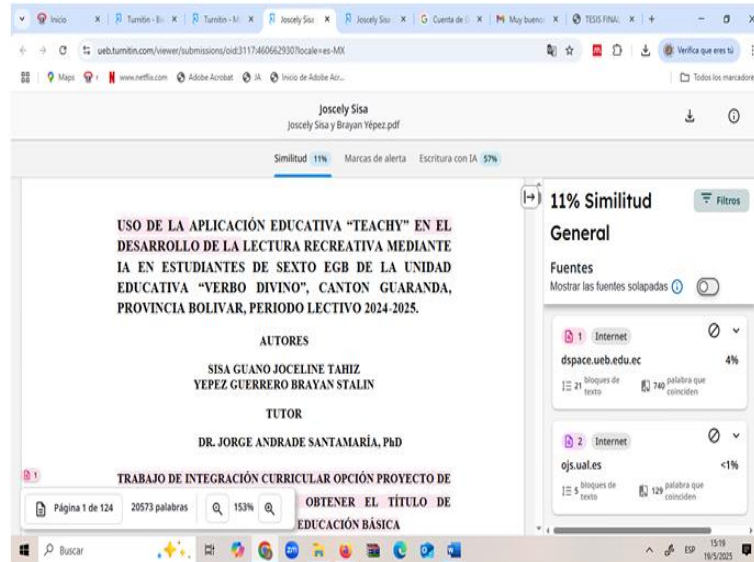 Inicio
Turnitin - Bi
Turnitin - M
Joscely Sisa
Joscely Sisa
Cuenta de
Muy bueno
TESIS FINAL
ueb.turnitin.com/viewer/submissions/oid:3117:460662930?locale=es-MX
Verifica que eres tú
Maps
www.netflix.com
Adobe Acrobat
IA
Inicio de Adobe Acr...
Todos los marcadore
Joscely Sisa
Joscely Sisa y Brayan Yépez.pdf
Similitud 11% Marcas de alerta Escritura con IA 57%
USO DE LA APLICACIÓN EDUCATIVA “TEACHY” EN EL
DESARROLLO DE LA LECTURA RECREATIVA MEDIANTE
IA EN ESTUDIANTES DE SEXTO EGB DE LA UNIDAD
EDUCATIVA “VERBO DIVINO”, CANTON GUARANDA,
PROVINCIA BOLIVAR, PERIODO LECTIVO 2024-2025.
AUTORES
SISA GUANO JOCELINE TAHIZ
YEPEZ GUERRERO BRAYAN STALIN
TUTOR
DR. JORGE ANDRADE SANTAMARÍA, PhD
1
TRABAJO DE INTEGRACIÓN CURRICULAR OPCIÓN PROYECTO DE
OBTENER EL TÍTULO DE
EDUCACIÓN BÁSICA
Página 1 de 124 20573 palabras 153%
11% Similitud
General
Filtros
Fuentes
Mostrar las fuentes solapadas
1 Internet
dspace.ueb.edu.ec 4%
21 bloques de texto 740 palabra que coinciden
2 Internet
ojs.ual.es <1%
5 bloques de texto 129 palabra que coinciden
Buscar
ESP
15:19
19/5/2025